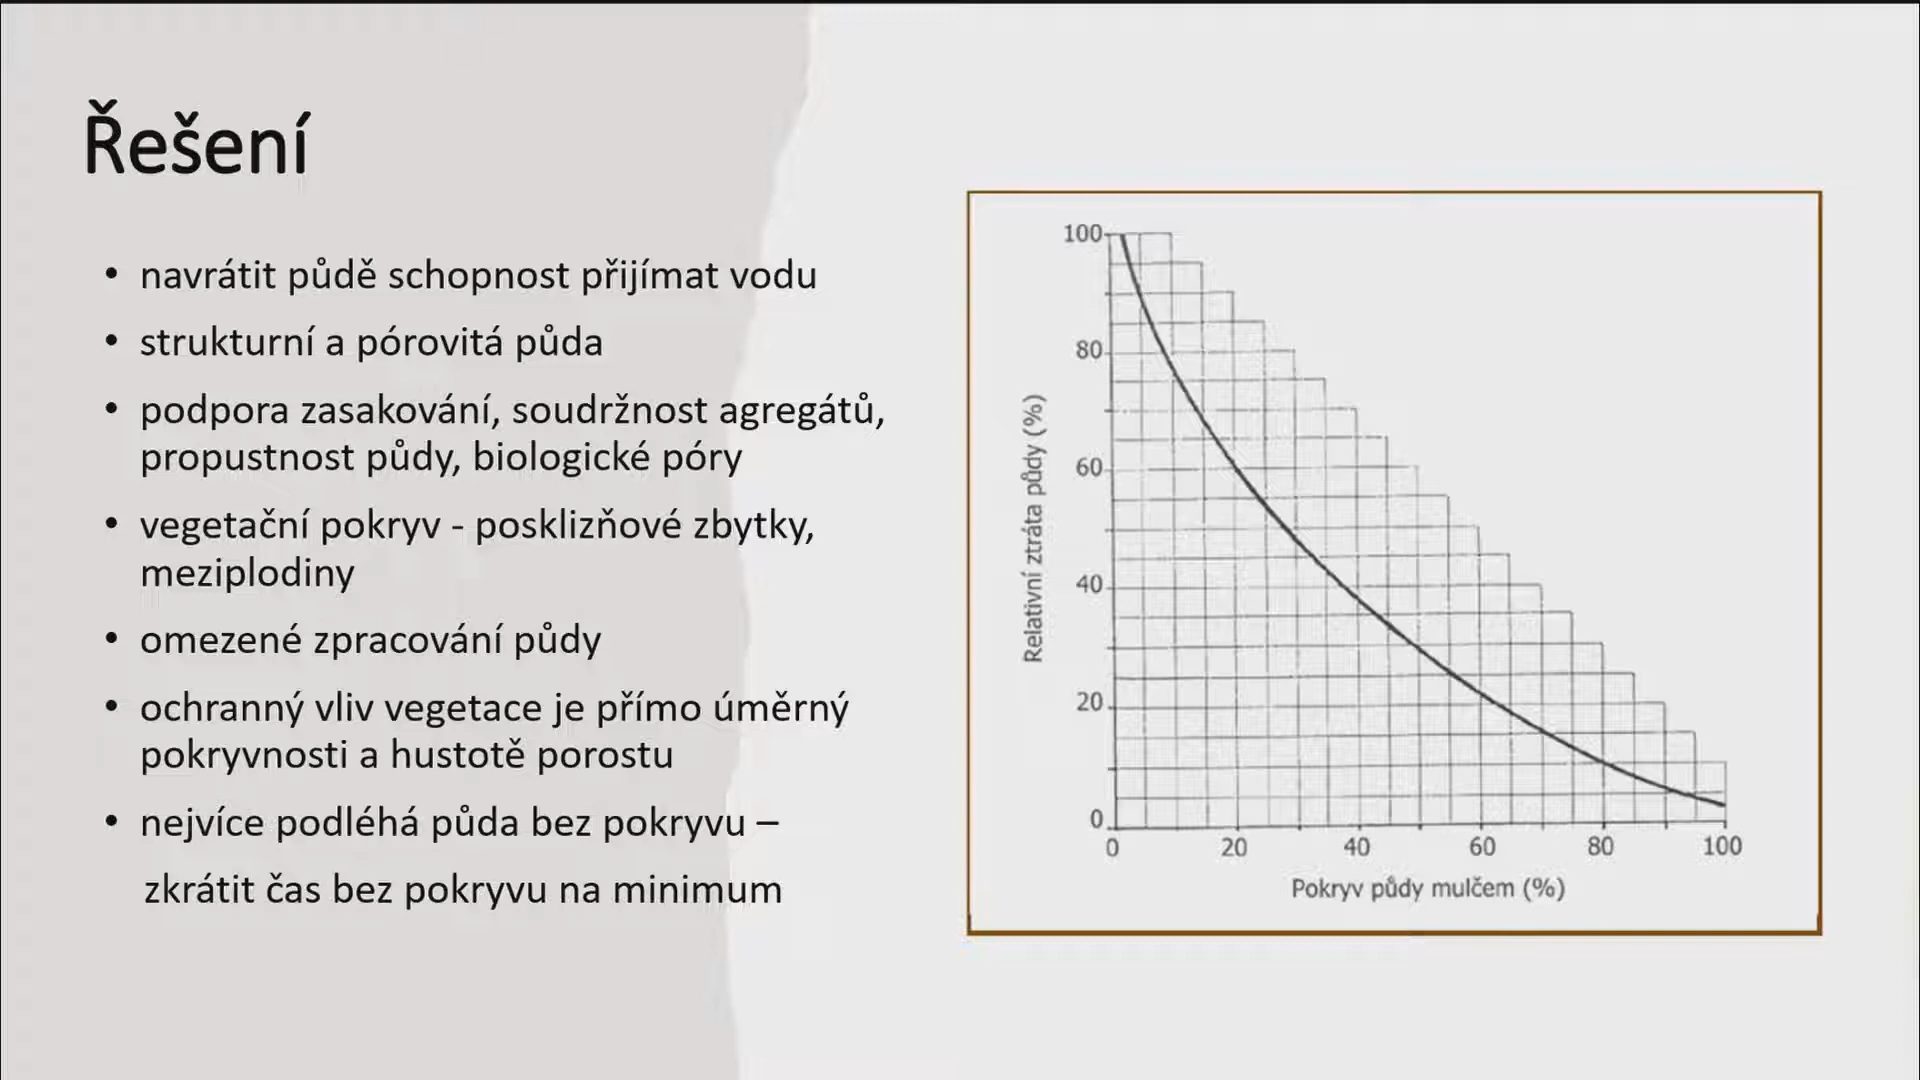 Řešení
• navrátit půdě schopnost přijímat vodu
• strukturní a pórovitá půda
• podpora zasakování, soudržnost agregátů,
propustnost půdy, biologické póry
• vegetační pokryv - posklizňové zbytky,
meziplodiny
• omezené zpracování půdy
• ochranný vliv vegetace je přímo úměrný
pokryvnosti a hustotě porostu
• nejvíce podléhá půda bez pokryvu –
zkrátit čas bez pokryvu na minimum
Relativní ztráta půdy (%)
100
80
60
40
20
0
0 20 40 60 80 100
Pokryv půdy mulčem (%)